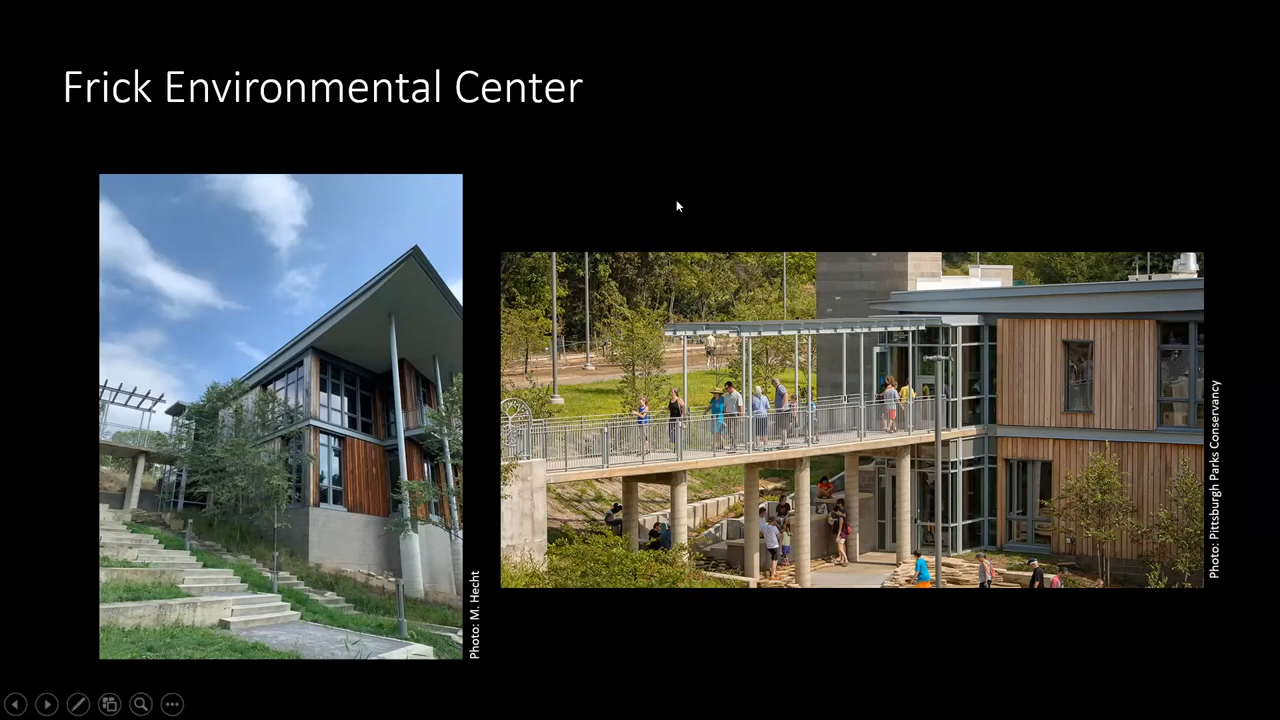 Frick Environmental Center
Photo: M. Hecht
Photo: Pittsburgh Parks Conservancy